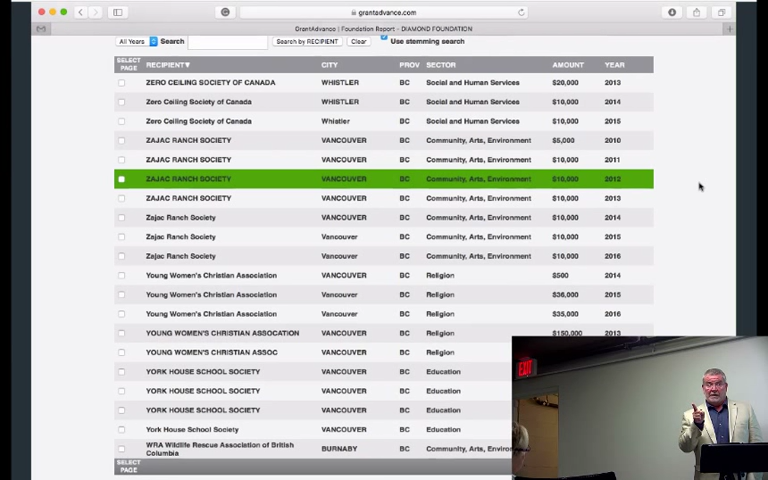 grantadvance.com
GrantAdvance | Foundation Report - DIAMOND FOUNDATION
All Years Search Search by RECIPIENT Clear Use stemming search
SELECT PAGE RECIPIENT▼ CITY PROV SECTOR AMOUNT YEAR
ZERO CEILING SOCIETY OF CANADA WHISTLER BC Social and Human Services $20,000 2013
Zero Ceiling Society of Canada WHISTLER BC Social and Human Services $10,000 2014
Zero Ceiling Society of Canada Whistler BC Social and Human Services $10,000 2015
ZAJAC RANCH SOCIETY VANCOUVER BC Community, Arts, Environment $5,000 2010
ZAJAC RANCH SOCIETY VANCOUVER BC Community, Arts, Environment $10,000 2011
ZAJAC RANCH SOCIETY VANCOUVER BC Community, Arts, Environment $10,000 2012
ZAJAC RANCH SOCIETY VANCOUVER BC Community, Arts, Environment $10,000 2013
Zajac Ranch Society VANCOUVER BC Community, Arts, Environment $10,000 2014
Zajac Ranch Society Vancouver BC Community, Arts, Environment $10,000 2015
Zajac Ranch Society Vancouver BC Community, Arts, Environment $10,000 2016
Young Women's Christian Association VANCOUVER BC Religion $500 2014
Young Women's Christian Association Vancouver BC Religion $36,000 2015
Young Women's Christian Association Vancouver BC Religion $35,000 2016
YOUNG WOMEN'S CHRISTIAN ASSOCATION VANCOUVER BC Religion $150,000 2013
YOUNG WOMEN'S CHRISTIAN ASSOC VANCOUVER BC Religion
YORK HOUSE SCHOOL SOCIETY VANCOUVER BC Education
YORK HOUSE SCHOOL SOCIETY VANCOUVER BC Education
YORK HOUSE SCHOOL SOCIETY VANCOUVER BC Education
York House School Society VANCOUVER BC Education
WRA Wildlife Rescue Association of British Columbia BURNABY BC Community, Arts,
SELECT PAGE
EXIT